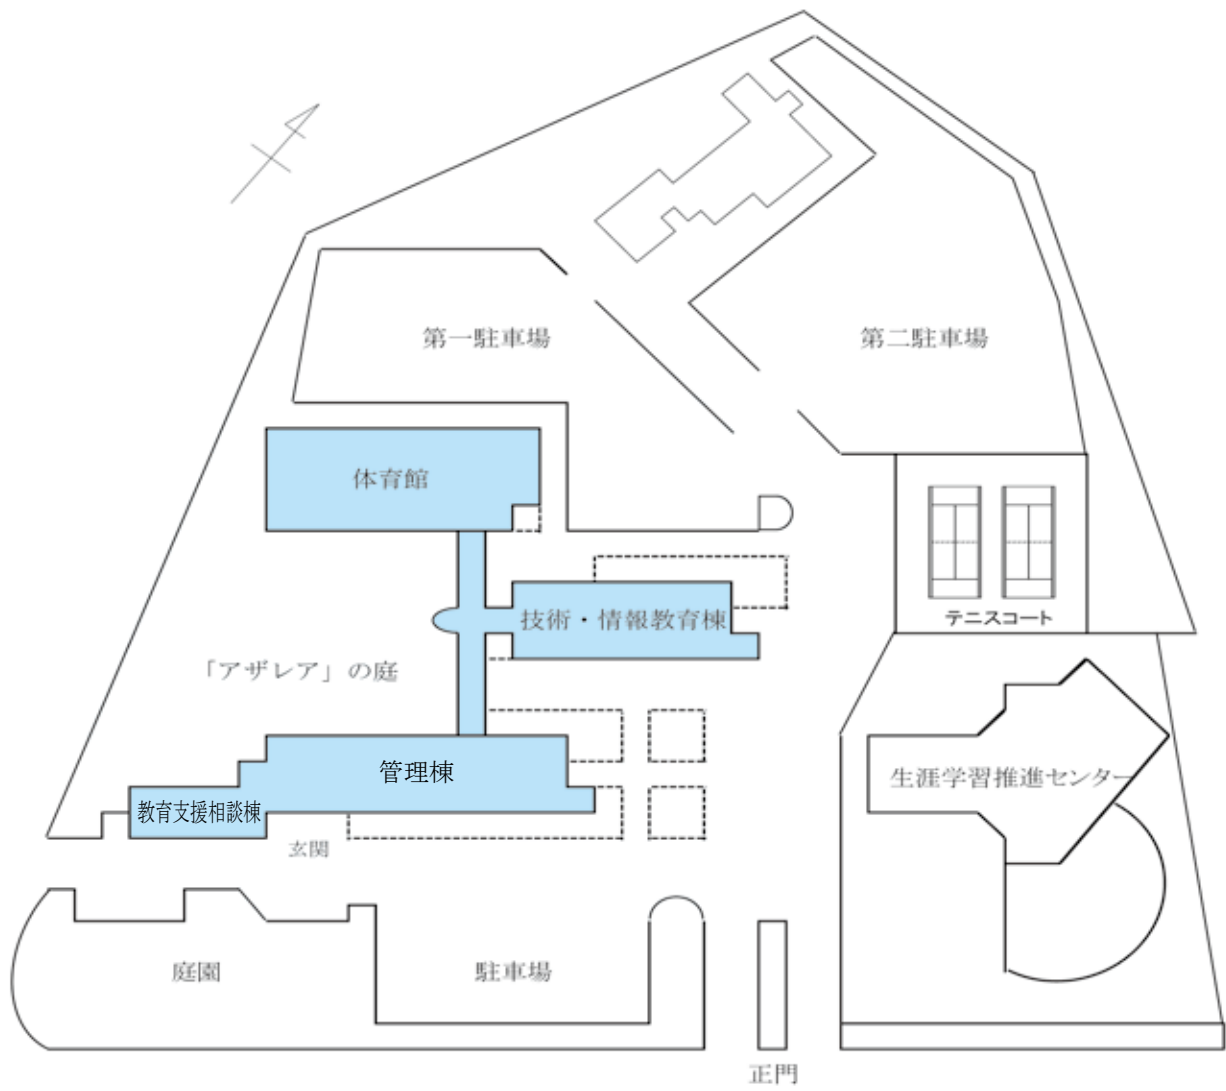 第一駐車場
第二駐車場
体育館
テニスコート
技術・情報教育棟
「アザレア」の庭
管理棟
生涯学習推進センター
教育支援相談棟
玄関
庭園
駐車場
正門